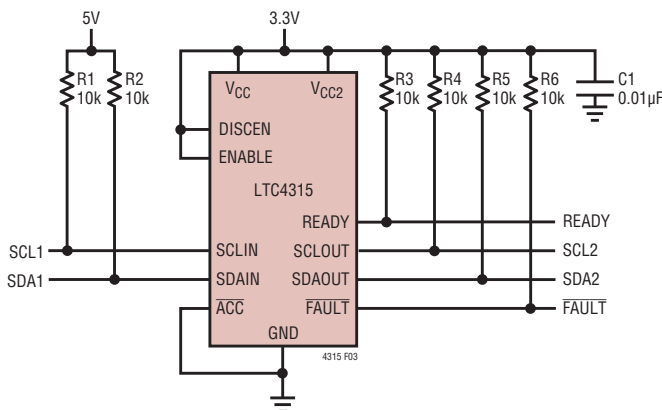 5V
3.3V
R1
10k
R2
10k
R3
10k
R4
10k
R5
10k
R6
10k
C1
0.01µF
VCC
VCC2
DISCEN
ENABLE
LTC4315
READY
READY
SCL1
SCLIN
SCLOUT
SCL2
SDA1
SDAIN
SDAOUT
SDA2
ACC
FAULT
FAULT
GND
4315 F03